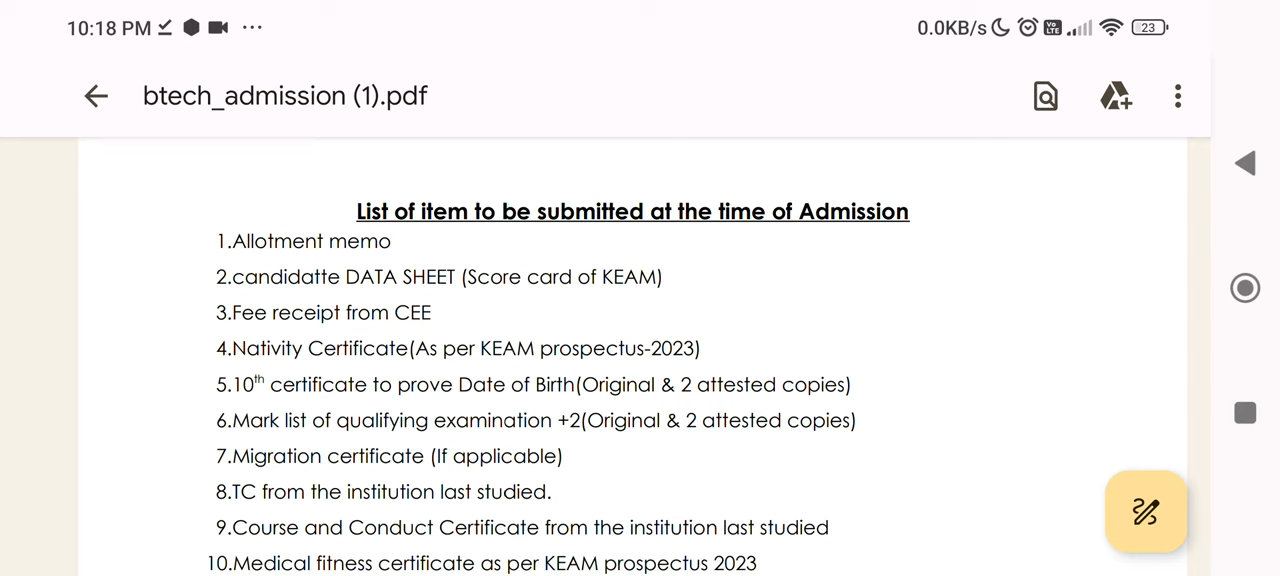 10:18 PM ··· 0.0KB/s Vo LTE 23
btech_admission (1).pdf
List of item to be submitted at the time of Admission
1.Allotment memo
2.candidatte DATA SHEET (Score card of KEAM)
3.Fee receipt from CEE
4.Nativity Certificate(As per KEAM prospectus-2023)
5.10th certificate to prove Date of Birth(Original & 2 attested copies)
6.Mark list of qualifying examination +2(Original & 2 attested copies)
7.Migration certificate (If applicable)
8.TC from the institution last studied.
9.Course and Conduct Certificate from the institution last studied
10.Medical fitness certificate as per KEAM prospectus 2023